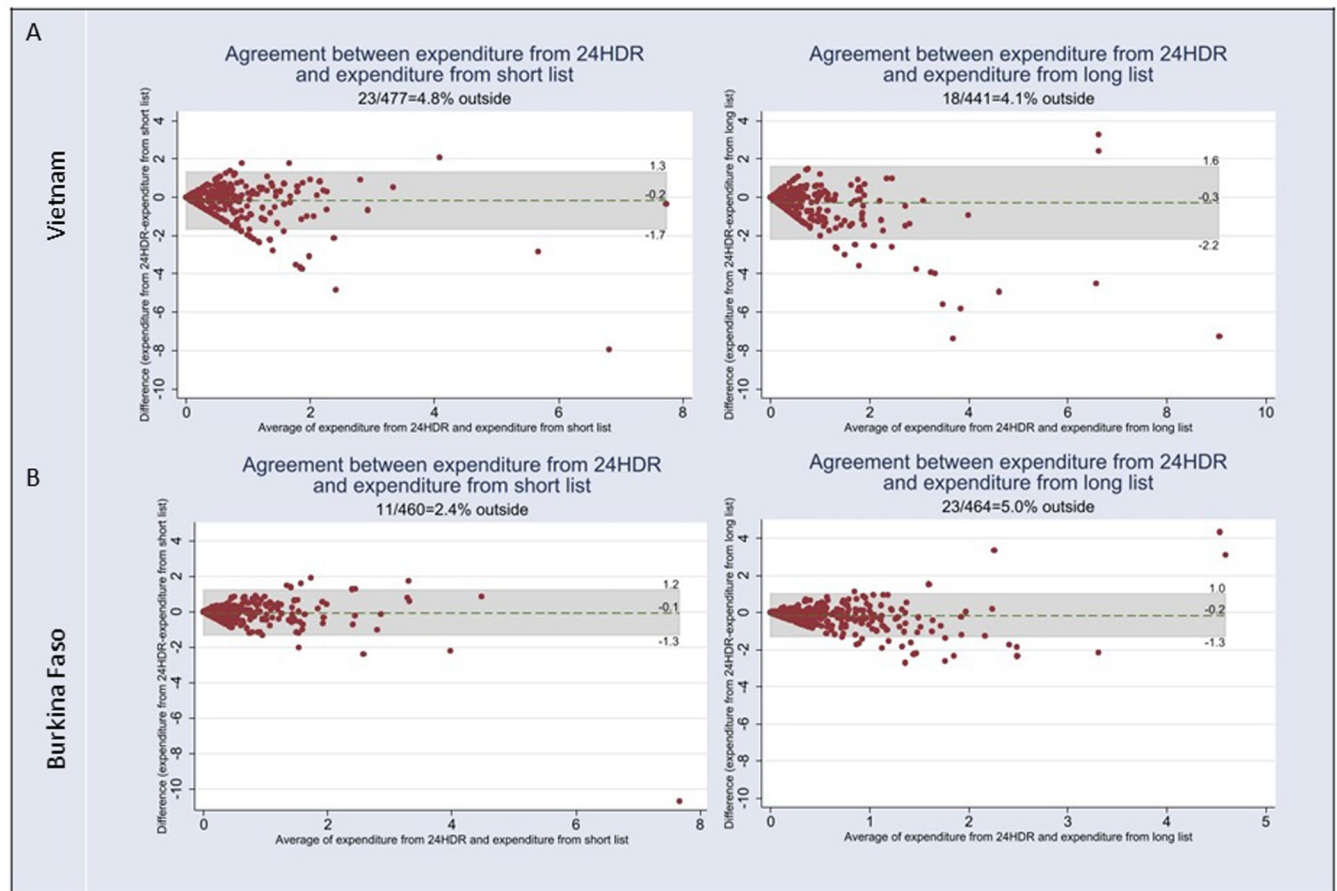 A
Vietnam
Agreement between expenditure from 24HDR
and expenditure from short list
23/477=4.8% outside
Difference (expenditure from 24HDR-expenditure from short list)
4
2
0
-2
-4
-6
-8
-10
1.3
-0.2
-1.7
0 2 4 6 8
Average of expenditure from 24HDR and expenditure from short list
Agreement between expenditure from 24HDR
and expenditure from long list
18/441=4.1% outside
Difference (expenditure from 24HDR-expenditure from long list)
4
2
0
-2
-4
-6
-8
-10
1.6
-0.3
-2.2
0 2 4 6 8 10
Average of expenditure from 24HDR and expenditure from long list
B
Burkina Faso
Agreement between expenditure from 24HDR
and expenditure from short list
11/460=2.4% outside
Difference (expenditure from 24HDR-expenditure from short list)
4
2
0
-2
-4
-6
-8
-10
1.2
-0.1
-1.3
0 2 4 6 8
Average of expenditure from 24HDR and expenditure from short list
Agreement between expenditure from 24HDR
and expenditure from long list
23/464=5.0% outside
Difference (expenditure from 24HDR-expenditure from long list)
4
2
0
-2
-4
-6
-8
-10
1.0
-0.2
-1.3
0 1 2 3 4 5
Average of expenditure from 24HDR and expenditure from long list